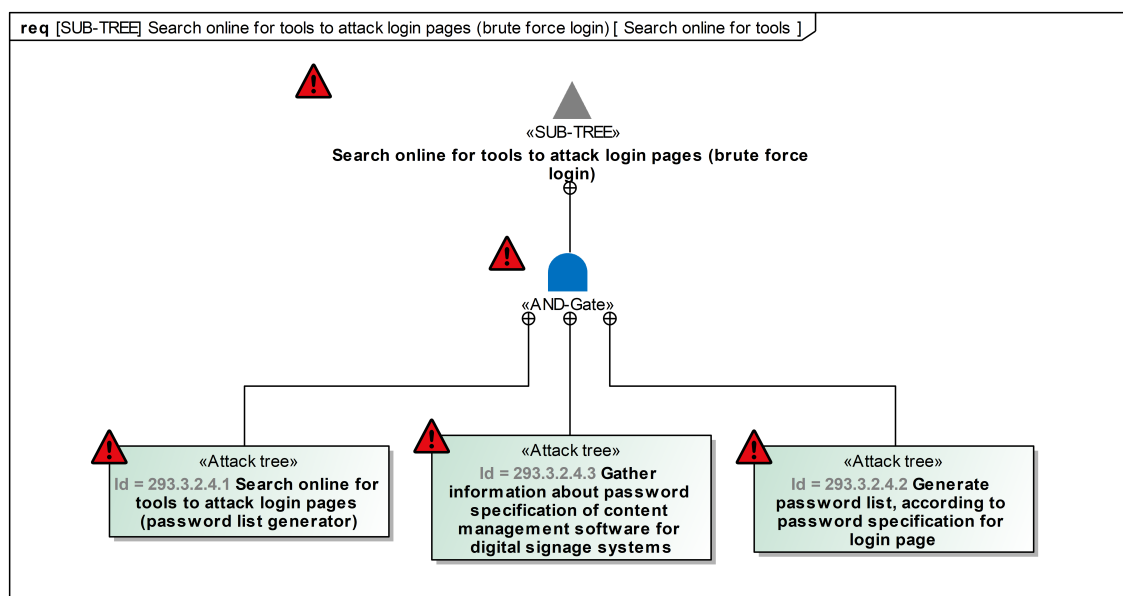 req [SUB-TREE] Search online for tools to attack login pages (brute force login) [ Search online for tools ]
«SUB-TREE»
Search online for tools to attack login pages (brute force
login)
«AND-Gate»
«Attack tree»
Id = 293.3.2.4.1 Search online for
tools to attack login pages
(password list generator)
«Attack tree»
Id = 293.3.2.4.3 Gather
information about password
specification of content
management software for
digital signage systems
«Attack tree»
Id = 293.3.2.4.2 Generate
password list, according to
password specification for
login page